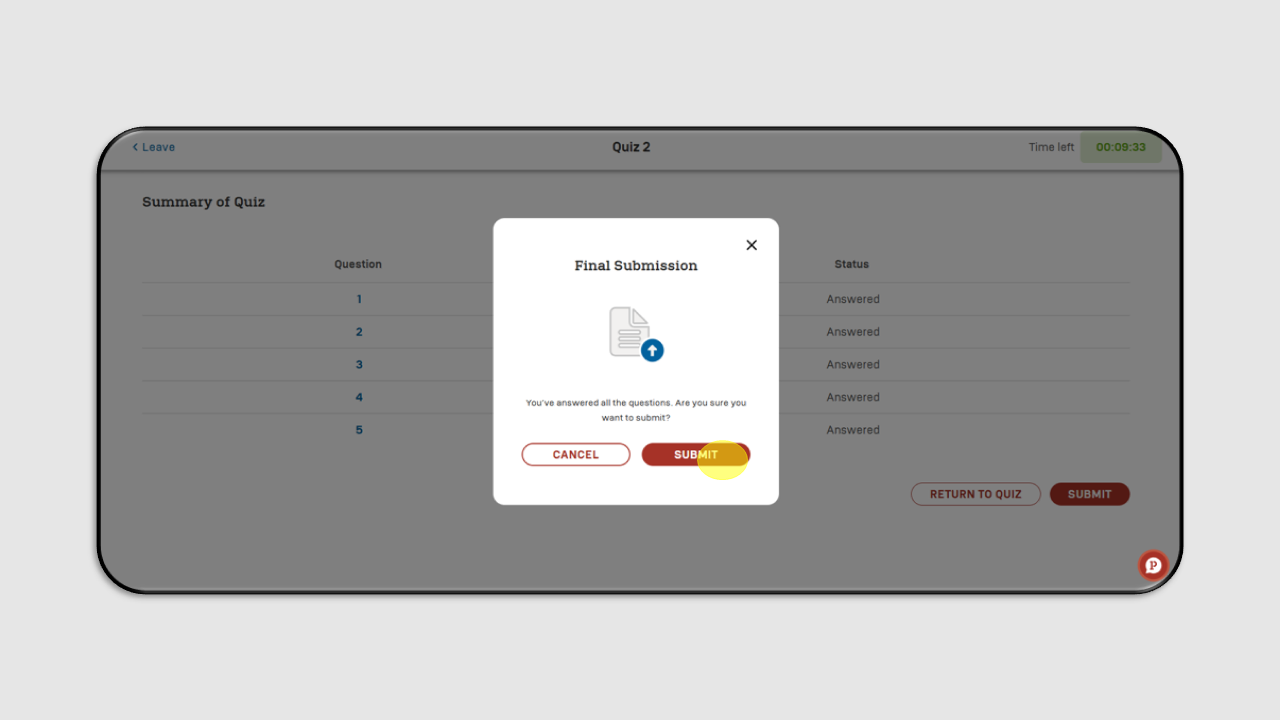 Leave
Quiz 2
Time left
00:09:33
Summary of Quiz
Question
Status
1
Answered
2
Answered
3
Answered
4
Answered
5
Answered
Final Submission
You've answered all the questions. Are you sure you
want to submit?
CANCEL
SUBMIT
RETURN TO QUIZ
SUBMIT
P